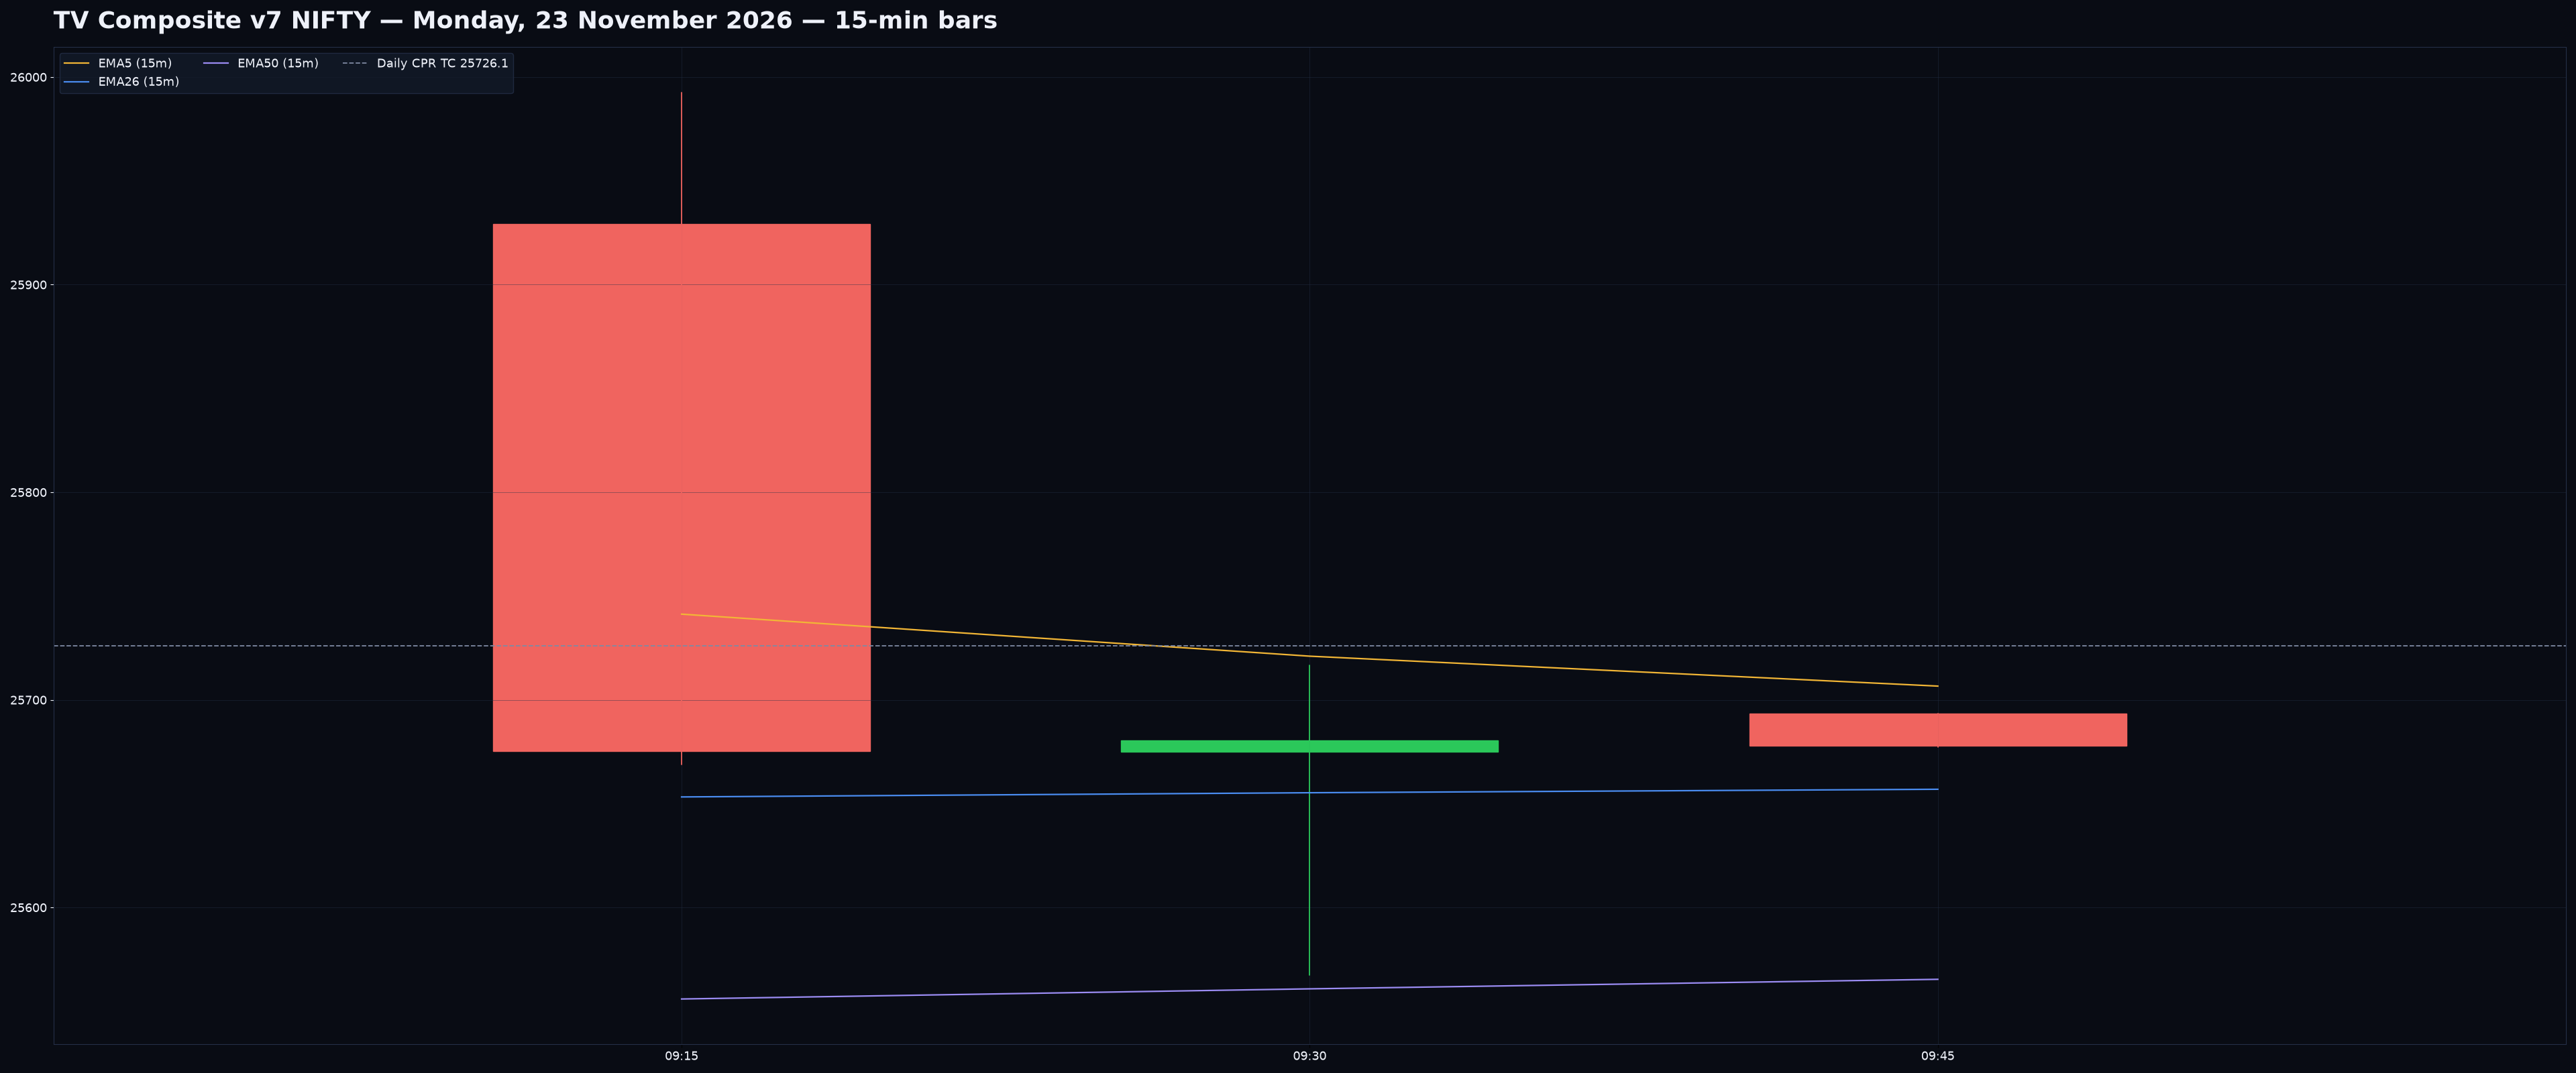 TV Composite v7 NIFTY — Monday, 23 November 2026 — 15-min bars
EMA5 (15m) EMA50 (15m) Daily CPR TC 25726.1
EMA26 (15m)
26000
25900
25800
25700
25600
09:15 09:30 09:45